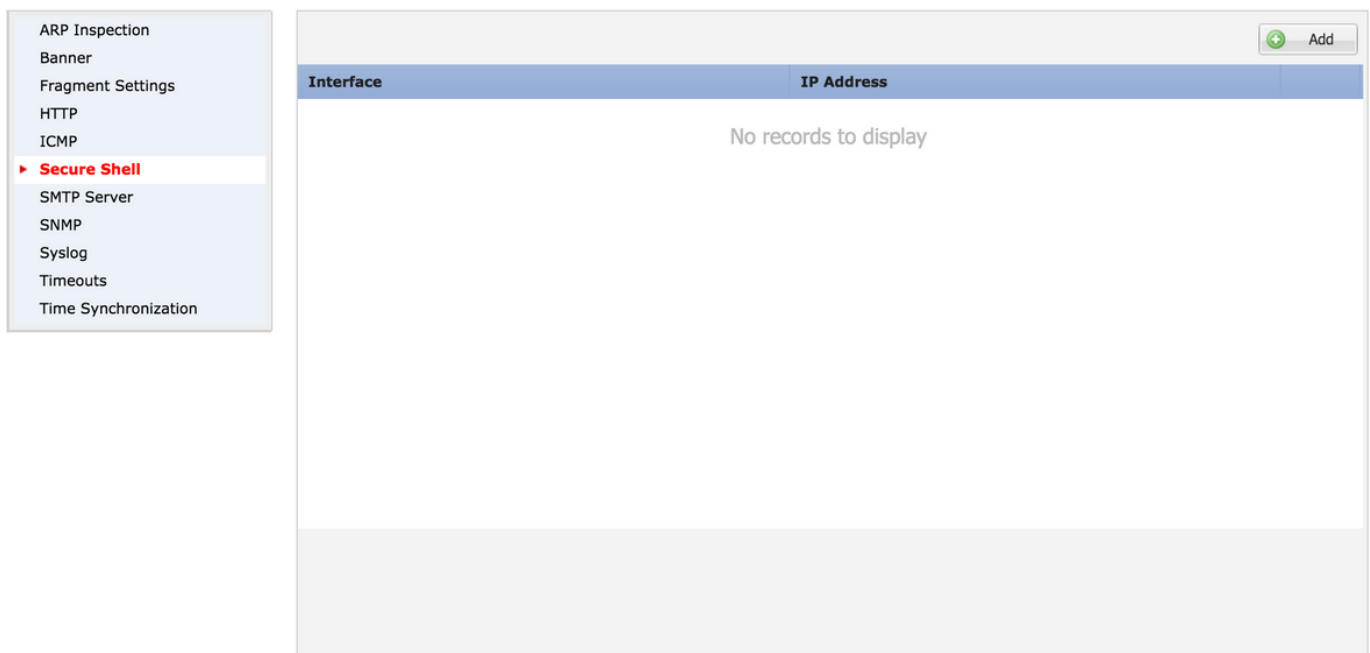 ARP Inspection
Banner
Fragment Settings
HTTP
ICMP
Secure Shell
SMTP Server
SNMP
Syslog
Timeouts
Time Synchronization
Add
Interface IP Address
No records to display